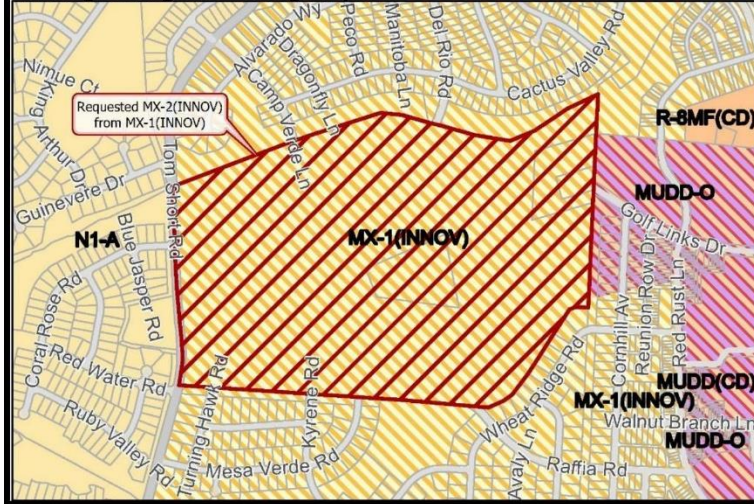 Alvarado Wy
Dragonfly Ln
Peco Rd
Manitoba Ln
Del Rio Rd
Cactus Valley Rd
Camp Verde Ln
Nimue Ct
King Arthur Dr
Requested MX-2(INNOV)
from MX-1(INNOV)
Guinevere Dr
Tom Short Rd
R-8MF(CD)
MUDD-O
Golf Links Dr
N1-A
MX-1(INNOV)
Blue Jasper Rd
Coral Rose Rd
Red Water Rd
Ruby Valley Rd
Turning Hawk Rd
Kyrene Rd
Mesa Verde Rd
Wheat Ridge Rd
Avaly Ln
Raffia Rd
Cornhill Av
Reunion Row Dr
Red Rust Ln
MUDD(CD)
MX-1(INNOV)
Walnut Branch Ln
MUDD-O